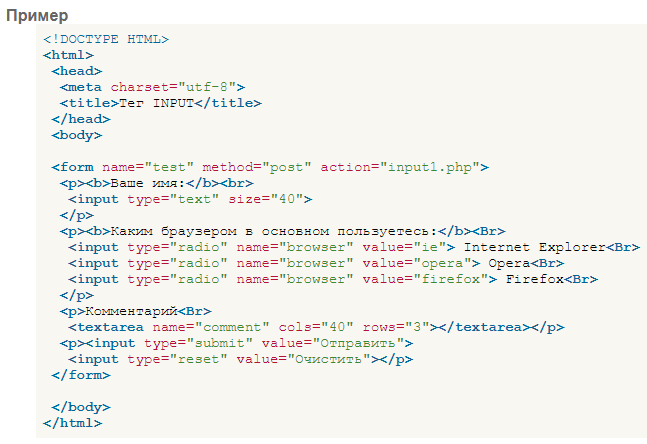 Пример
<!DOCTYPE HTML>
<html>
<head>
<meta charset="utf-8">
<title>Тег INPUT</title>
</head>
<body>
<form name="test" method="post" action="input1.php">
<p><b>Ваше имя:</b><br>
<input type="text" size="40">
</p>
<p><b>Каким браузером в основном пользуетесь:</b><Br>
<input type="radio" name="browser" value="ie"> Internet Explorer<Br>
<input type="radio" name="browser" value="opera"> Opera<Br>
<input type="radio" name="browser" value="firefox"> Firefox<Br>
</p>
<p>Комментарий<Br>
<textarea name="comment" cols="40" rows="3"></textarea></p>
<p><input type="submit" value="Отправить">
<input type="reset" value="Очистить"></p>
</form>
</body>
</html>